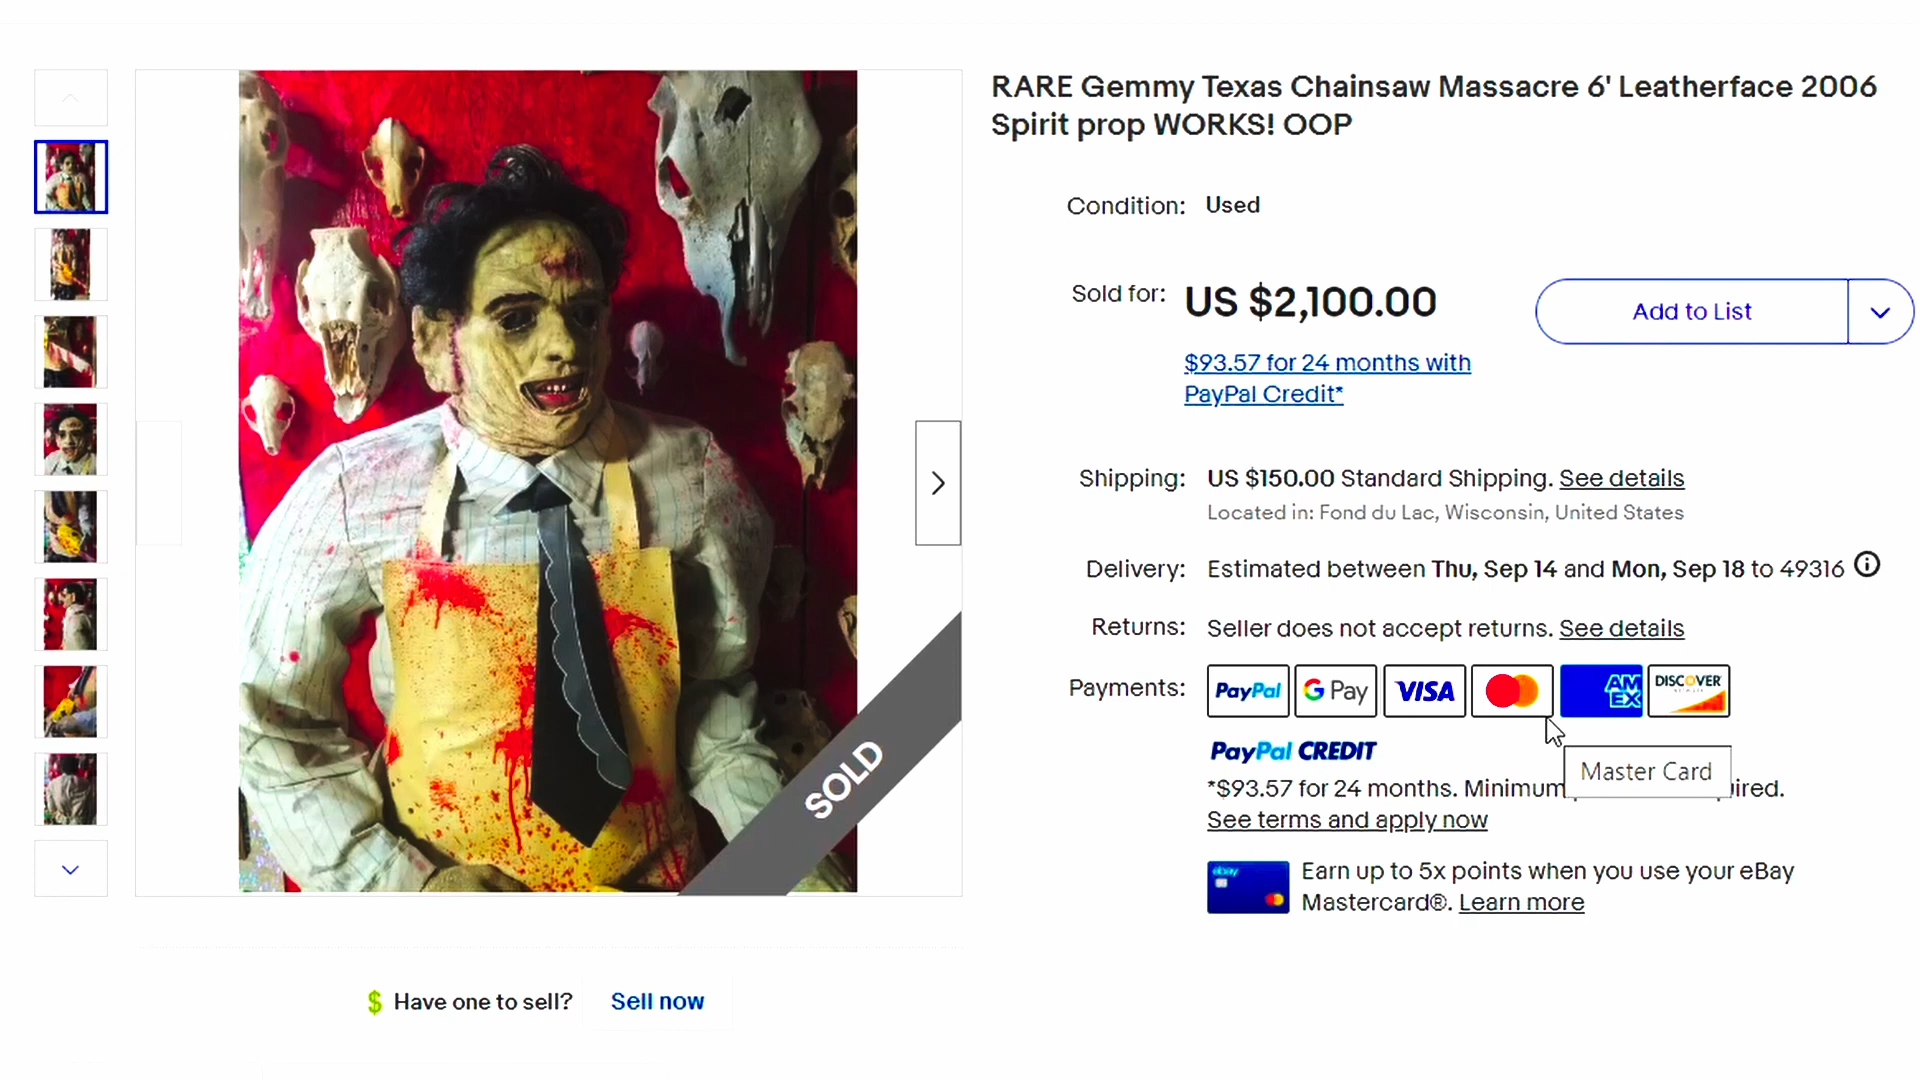 RARE Gemmy Texas Chainsaw Massacre 6' Leatherface 2006
Spirit prop WORKS! OOP
Condition: Used
Sold for: US $2,100.00
Add to List
$93.57 for 24 months with
PayPal Credit*
Shipping: US $150.00 Standard Shipping. See details
Located in: Fond du Lac, Wisconsin, United States
Delivery: Estimated between Thu, Sep 14 and Mon, Sep 18 to 49316
Returns: Seller does not accept returns. See details
Payments: PayPal G Pay VISA AM EX DISCOVER
PayPal CREDIT
Master Card
*$93.57 for 24 months. Minimum
See terms and apply now
ebay
Earn up to 5x points when you use your eBay
Mastercard®. Learn more
SOLD
$ Have one to sell? Sell now